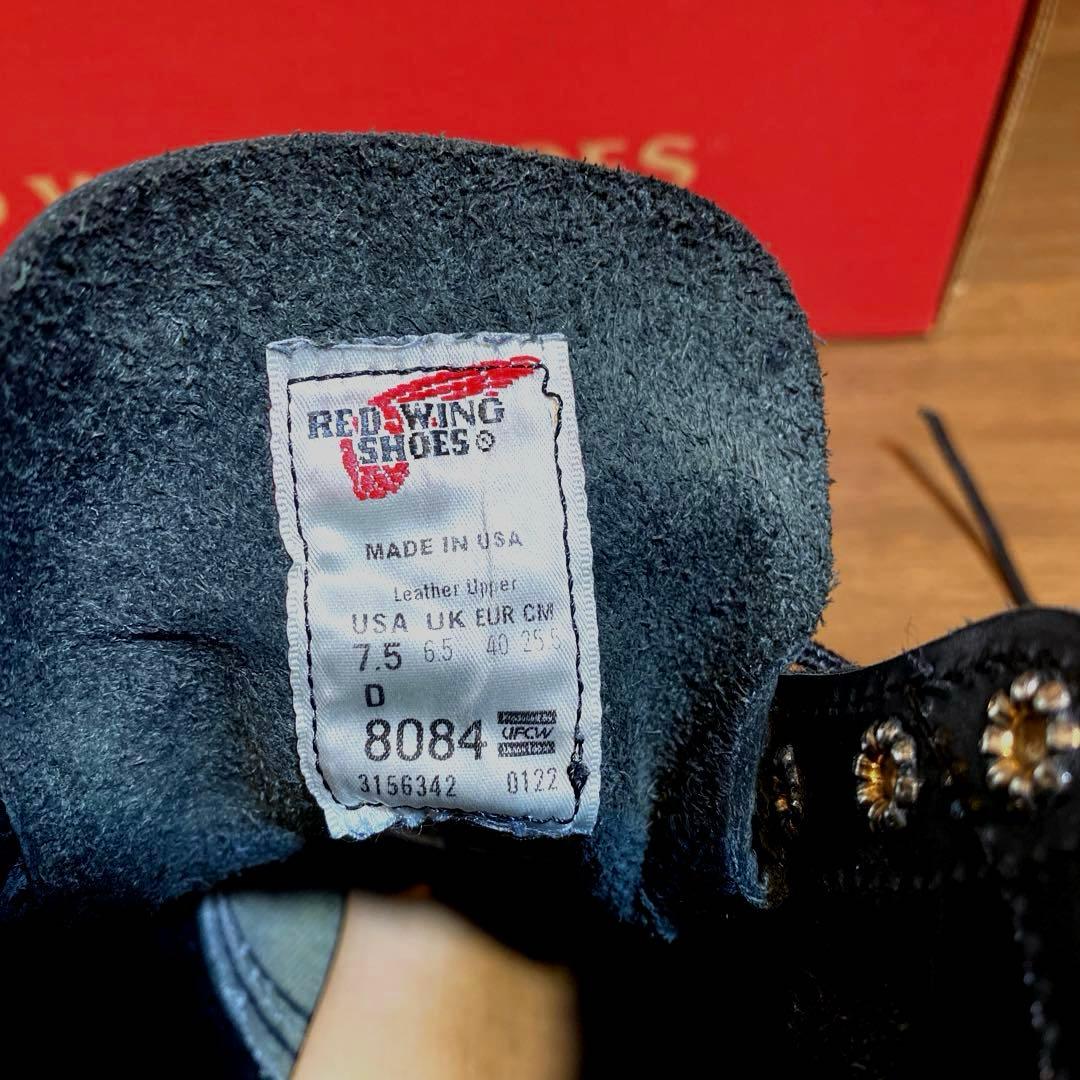 RED WING
SHOES®
MADE IN USA
Leather Upper
USA UK EUR CM
7.5 6.5 40 25.5
D
8084 UFCW
3156342 0122